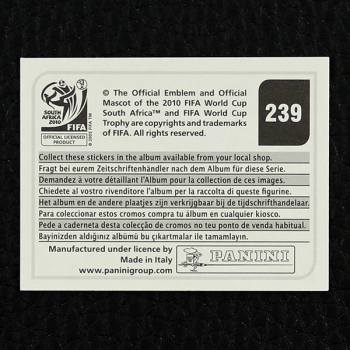 SOUTH
AFRICA
2010
FIFA
OFFICIAL LICENSED
PRODUCT
© The Official Emblem and Official
Mascot of the 2010 FIFA World Cup
South Africa™ and FIFA World Cup
Trophy are copyrights and trademarks
of FIFA. All rights reserved.
239
Collect these stickers in the album available from your local shop.
Fragt bei eurem Zeitschriftenhändler nach dem Album für diese Serie.
Demandez à votre détaillant l'Album pour la collection de ces images.
Chiedete al vostro rivenditore l'album per la raccolta di queste figurine.
Het album en de andere plaatjes zijn verkrijgbaar bij de tijdschrifthandelaar.
Para coleccionar estos cromos compra tu álbum en cualquier kiosco.
Pede a caderneta desta colecção de cromos no teu ponto de venda habitual.
Bayinizden aldığınız albümü bu çıkartmalar ile tamamlayın.
Manufactured under licence by
Made in Italy
www.paninigroup.com
PANINI